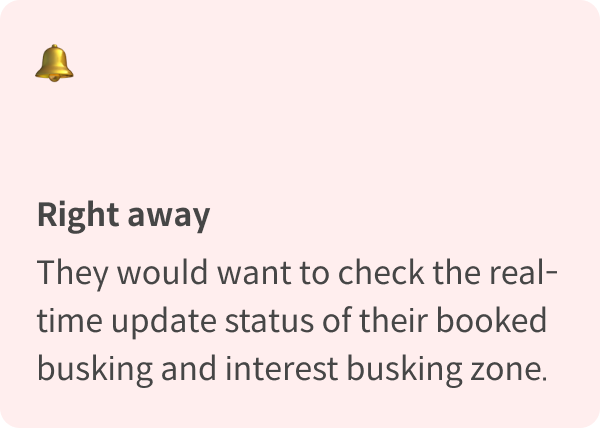 Right away
They would want to check the real-
time update status of their booked
busking and interest busking zone.